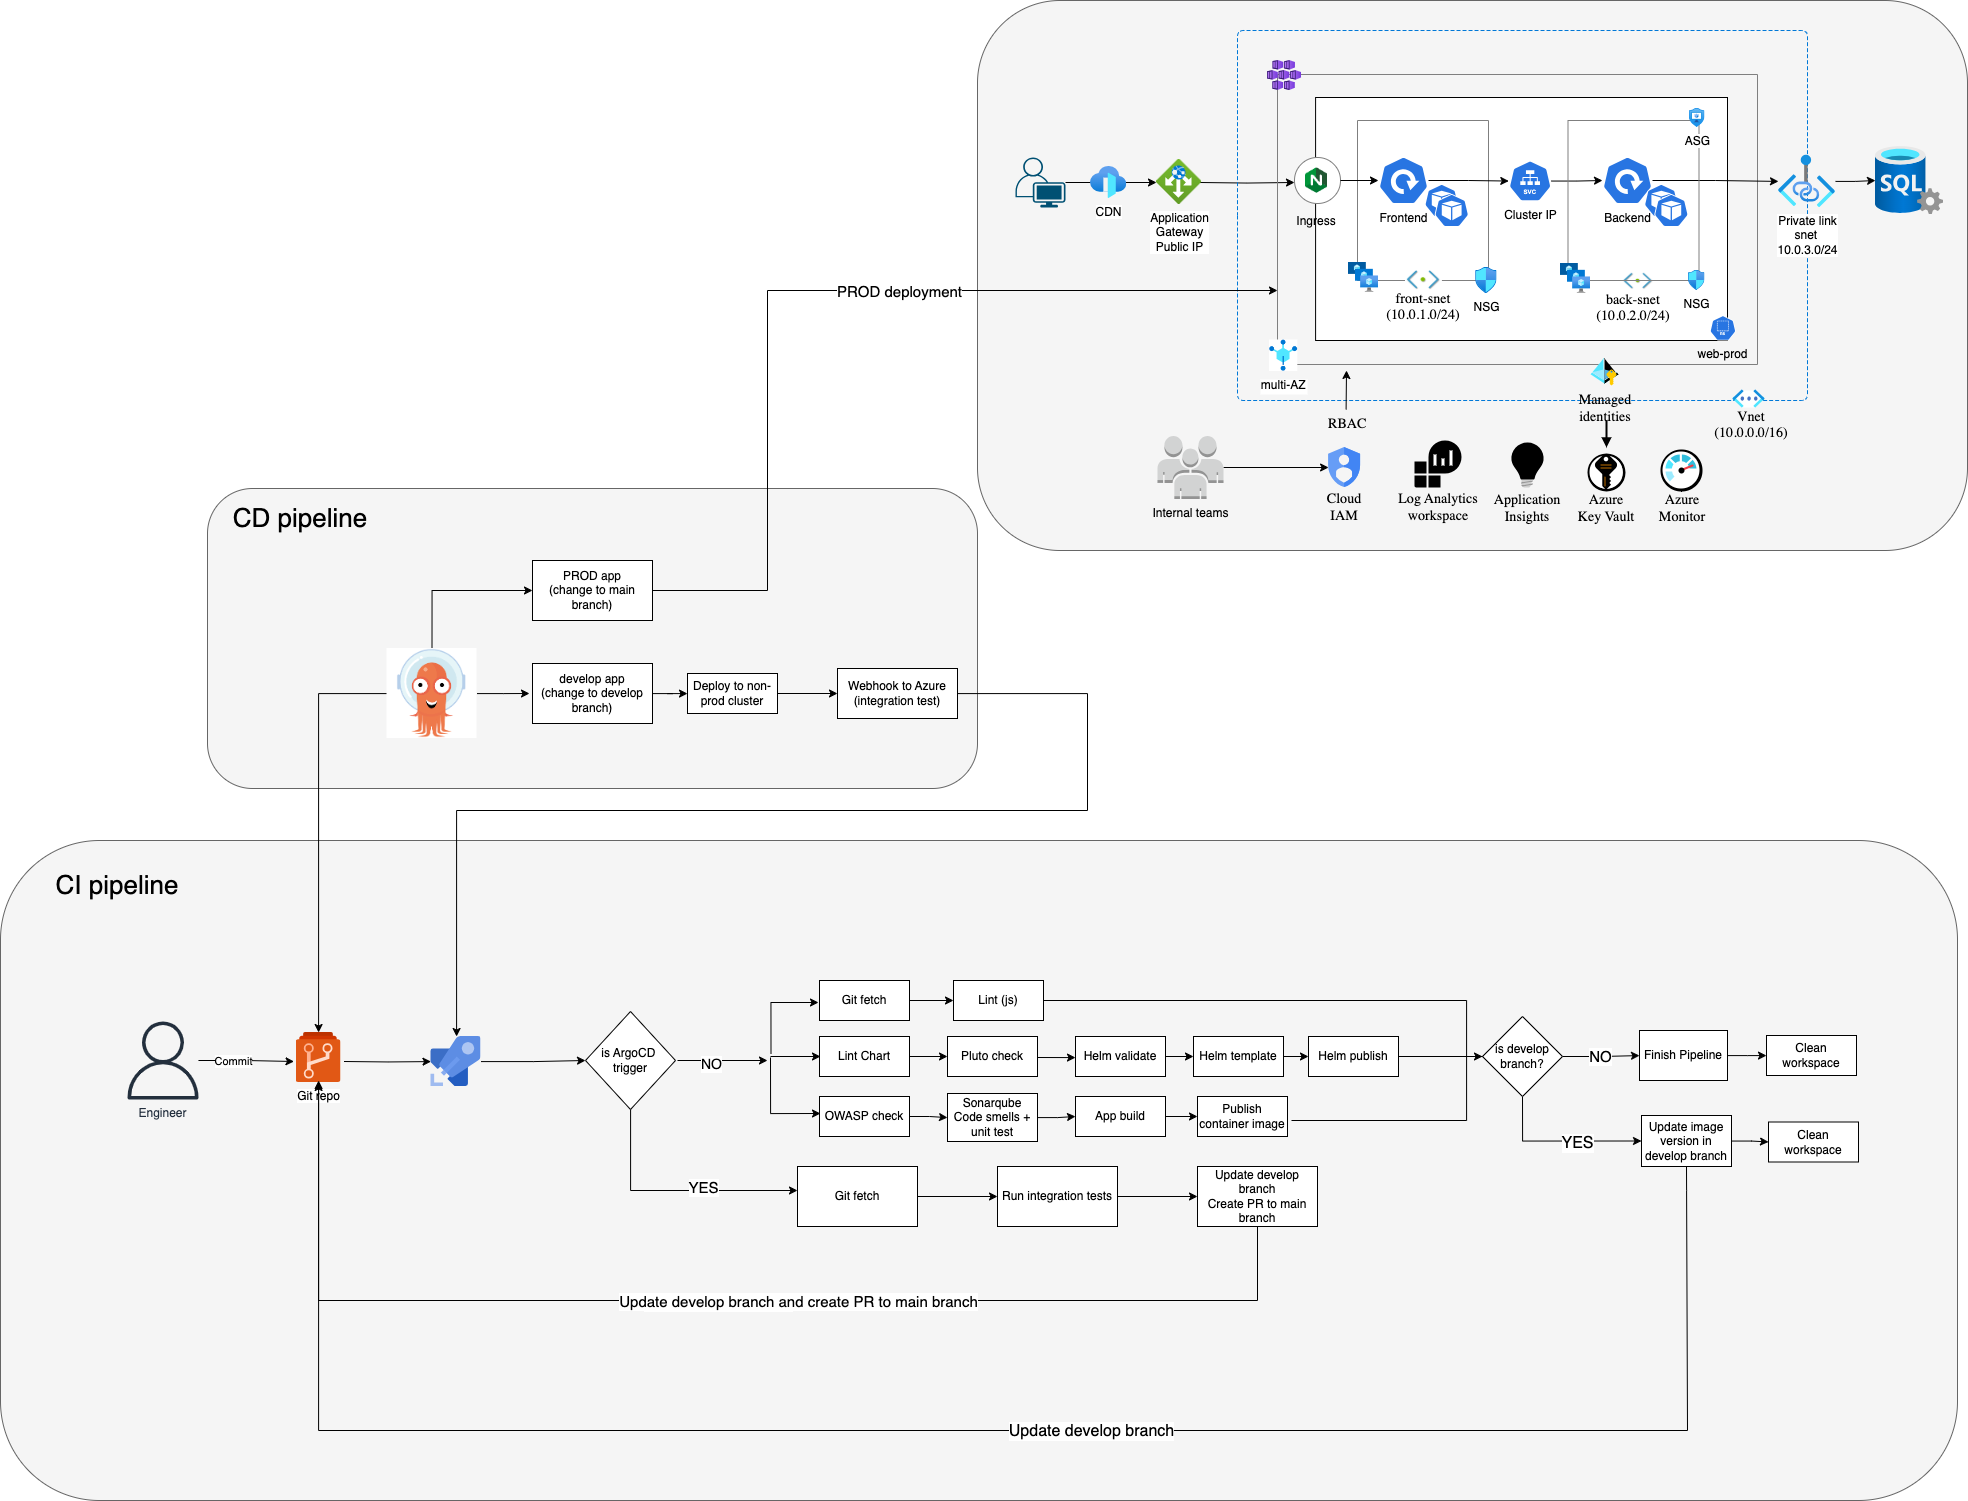 ASG
CDN
Application
Gateway
Public IP
Ingress
Frontend
Cluster IP
svc
Backend
SQL
Private link
snet
10.0.3.0/24
front-snet
(10.0.1.0/24)
NSG
back-snet
(10.0.2.0/24)
NSG
web-prod
multi-AZ
PROD deployment
RBAC
Managed
identities
Vnet
(10.0.0.0/16)
Internal teams
Cloud
IAM
Log Analytics
workspace
Application
Insights
Azure
Key Vault
Azure
Monitor
CD pipeline
PROD app
(change to main
branch)
develop app
(change to develop
branch)
Deploy to non-
prod cluster
Webhook to Azure
(integration test)
CI pipeline
Engineer
Commit
Git repo
is ArgoCD
trigger
NO
Git fetch
Lint (js)
Lint Chart
Pluto check
Helm validate
Helm template
Helm publish
OWASP check
Sonarqube
Code smells +
unit test
App build
Publish
container image
is develop
branch?
NO
Finish Pipeline
Clean
workspace
YES
Update image
version in
develop branch
Clean
workspace
YES
Git fetch
Run integration tests
Update develop
branch
Create PR to main
branch
Update develop branch and create PR to main branch
Update develop branch